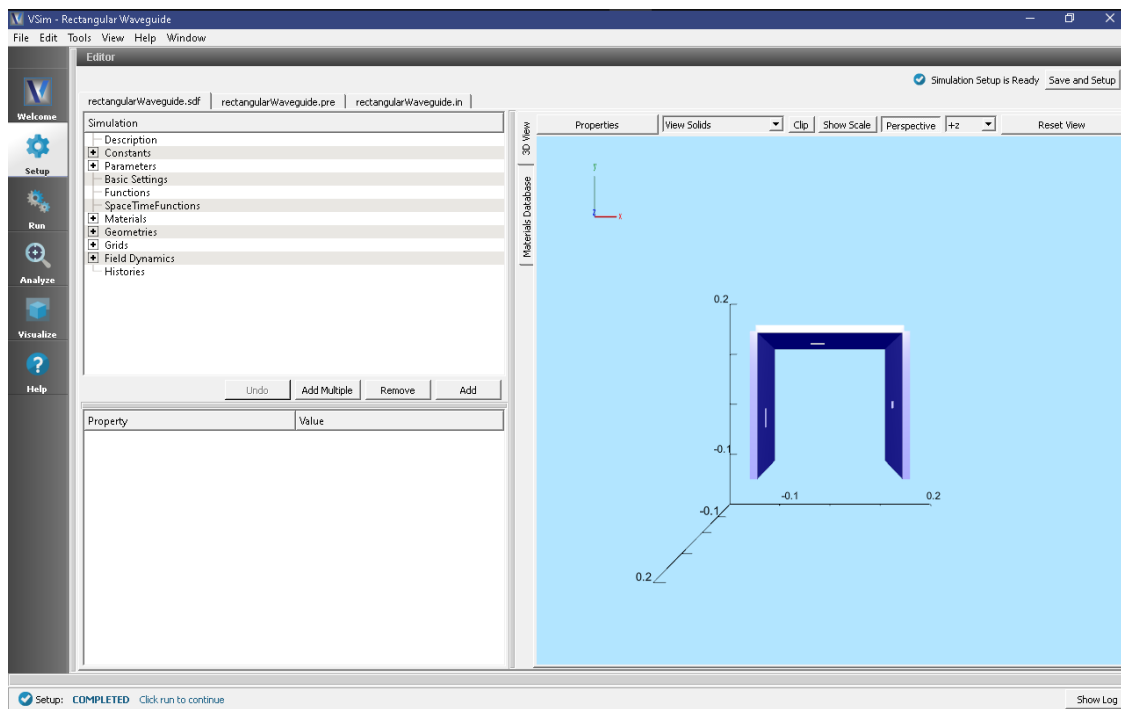 VSim - Rectangular Waveguide
File Edit Tools View Help Window
Editor
Simulation Setup is Ready Save and Setup
Welcome
Setup
Run
Analyze
Visualize
Help
rectangularWaveguide.sdf rectangularWaveguide.pre rectangularWaveguide.in
Simulation
Description
Constants
Parameters
Basic Settings
Functions
SpaceTimeFunctions
Materials
Geometries
Grids
Field Dynamics
Histories
Undo Add Multiple Remove Add
Property Value
3D View
Materials Database
Properties View Solids Clip Show Scale Perspective +z Reset View
y
z x
0.2
-0.1
-0.1 0.2
-0.1
0.2
Setup: COMPLETED Click run to continue Show Log